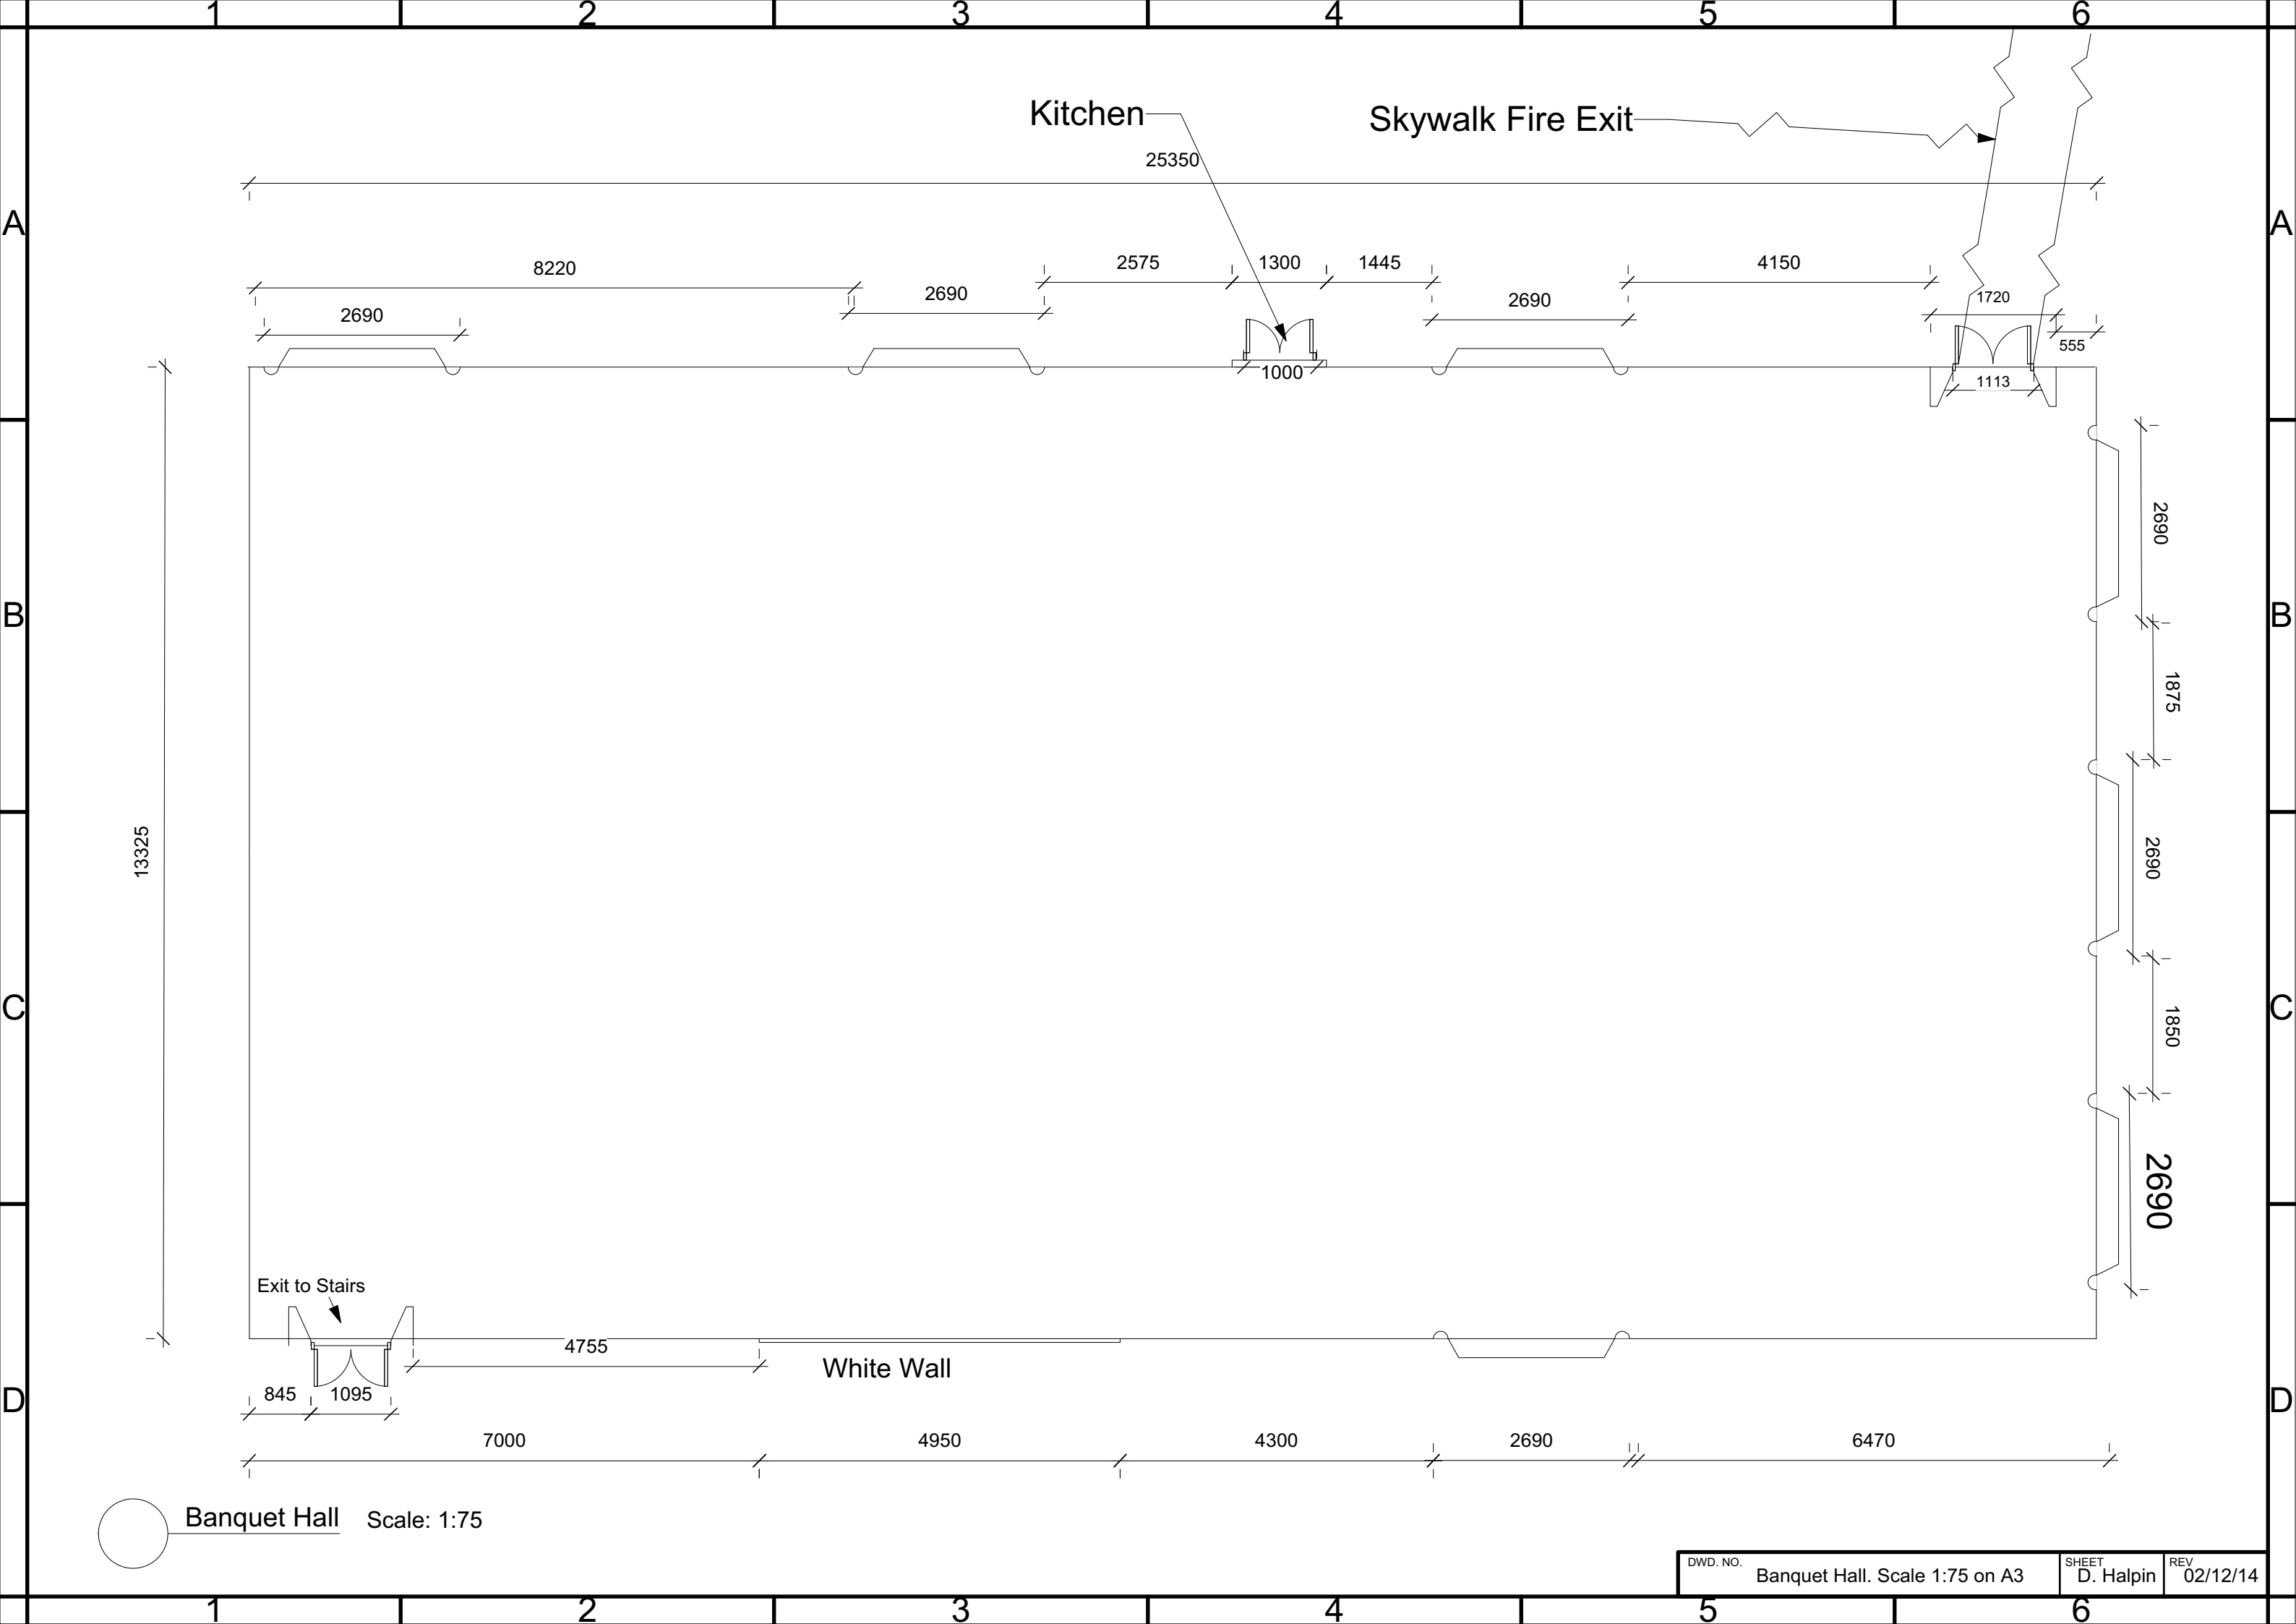 1 2 3 4 5 6
Kitchen
Skywalk Fire Exit
25350
A A
8220 2575 1300 1445 4150
2690 2690 2690 1720
555
1000 1113
B B
2690
1875
13325
2690
C C
1850
2690
Exit to Stairs
4755
White Wall
D D
845 1095
7000 4950 4300 2690 6470
Banquet Hall Scale: 1:75
DWD. NO. Banquet Hall. Scale 1:75 on A3
SHEET D. Halpin
REV 02/12/14
1 2 3 4 5 6